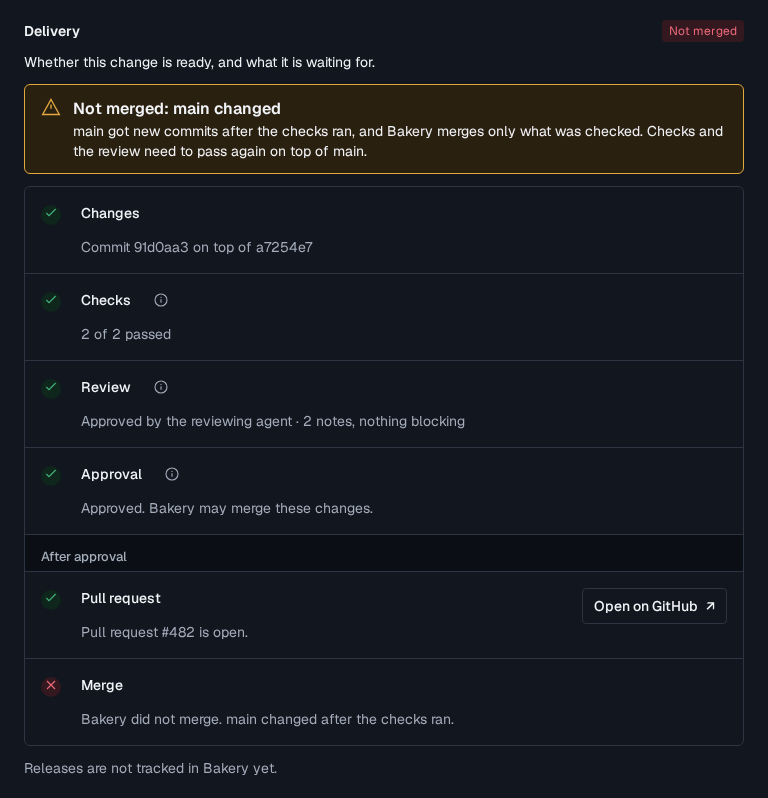 Delivery
Not merged
Whether this change is ready, and what it is waiting for.
Not merged: main changed
main got new commits after the checks ran, and Bakery merges only what was checked. Checks and
the review need to pass again on top of main.
Changes
Commit 91d0aa3 on top of a7254e7
Checks
2 of 2 passed
Review
Approved by the reviewing agent · 2 notes, nothing blocking
Approval
Approved. Bakery may merge these changes.
After approval
Pull request
Open on GitHub
Pull request #482 is open.
Merge
Bakery did not merge. main changed after the checks ran.
Releases are not tracked in Bakery yet.